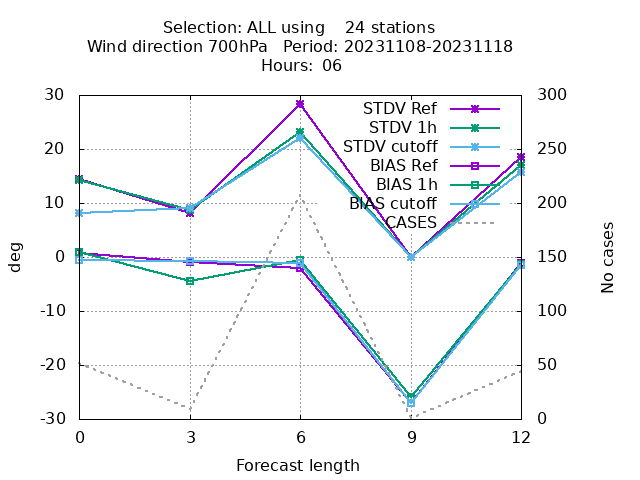 Selection: ALL using    24 stations
Wind direction 700hPa   Period: 20231108-20231118
Hours:  06
30 300
STDV Ref
STDV 1h
20 250
STDV cutoff
BIAS Ref
BIAS 1h
10 200
BIAS cutoff
CASES
deg
0 150
No cases
-10 100
-20 50
-30 0
0 3 6 9 12
Forecast length